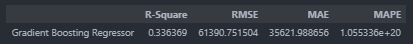 R-Square RMSE MAE MAPE
Gradient Boosting Regressor 0.336369 61390.751504 35621.988656 1.055336e+20